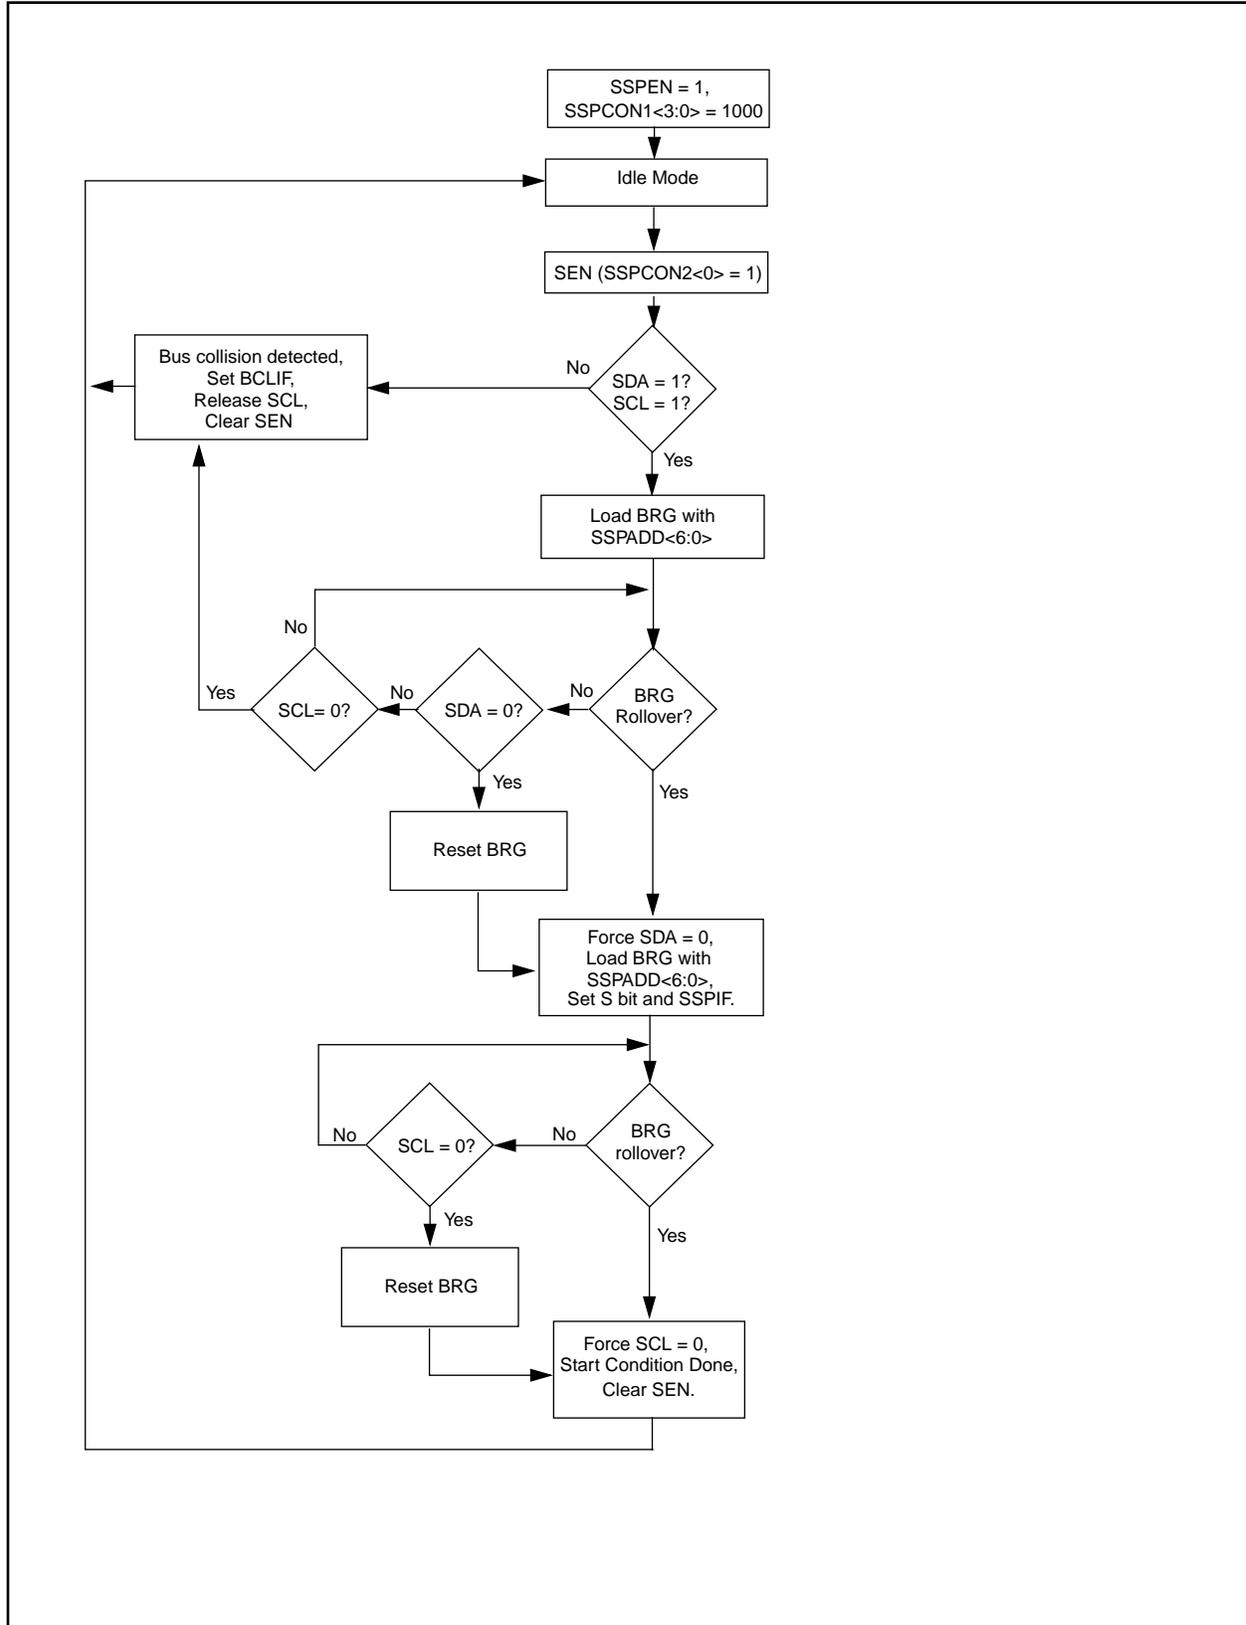 SSPEN = 1,
SSPCON1<3:0> = 1000
Idle Mode
SEN (SSPCON2<0> = 1)
Bus collision detected,
Set BCLIF,
Release SCL,
Clear SEN
No
SDA = 1?
SCL = 1?
Yes
Load BRG with
SSPADD<6:0>
No
Yes
SCL= 0?
No
SDA = 0?
No
BRG
Rollover?
Yes
Yes
Reset BRG
Force SDA = 0,
Load BRG with
SSPADD<6:0>,
Set S bit and SSPIF.
No
SCL = 0?
No
BRG
rollover?
Yes
Yes
Reset BRG
Force SCL = 0,
Start Condition Done,
Clear SEN.